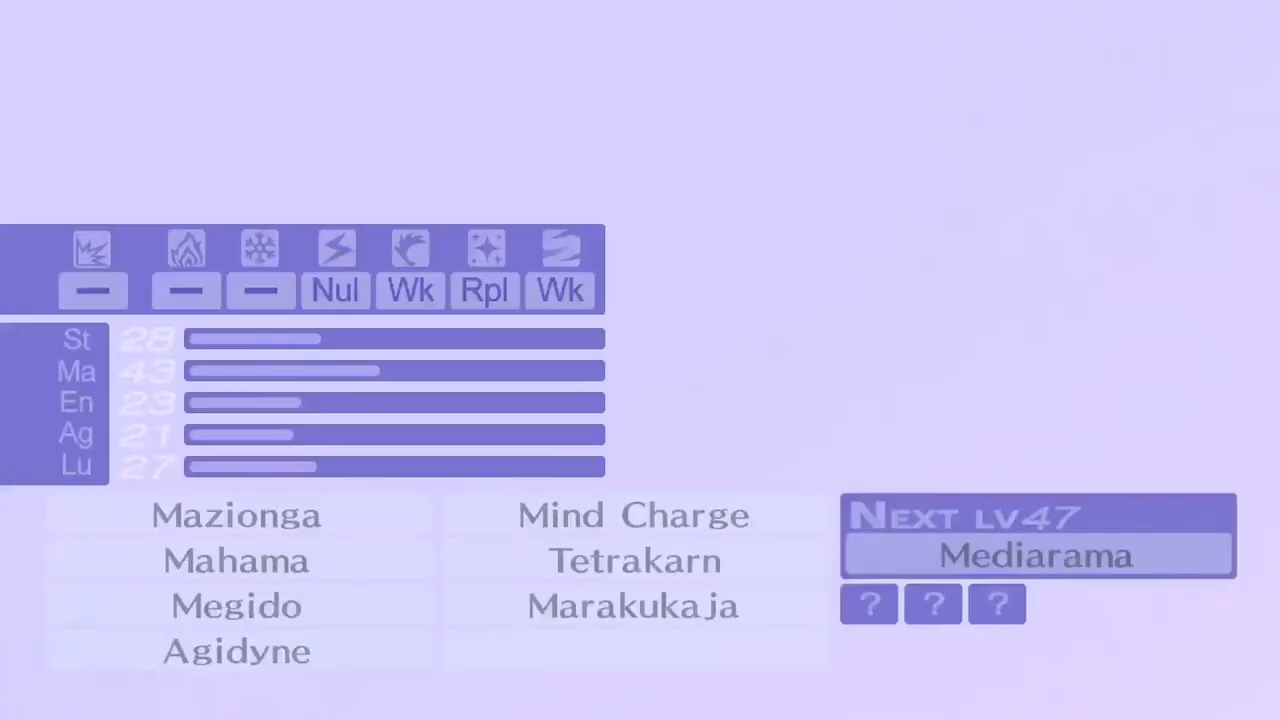 — — — Nul Wk Rpl Wk
St 28
Ma 43
En 23
Ag 21
Lu 27
Mazionga Mind Charge
Mahama Tetrakarn
Megido Marakukaja
Agidyne
NEXT LV47
Mediarama
? ? ?